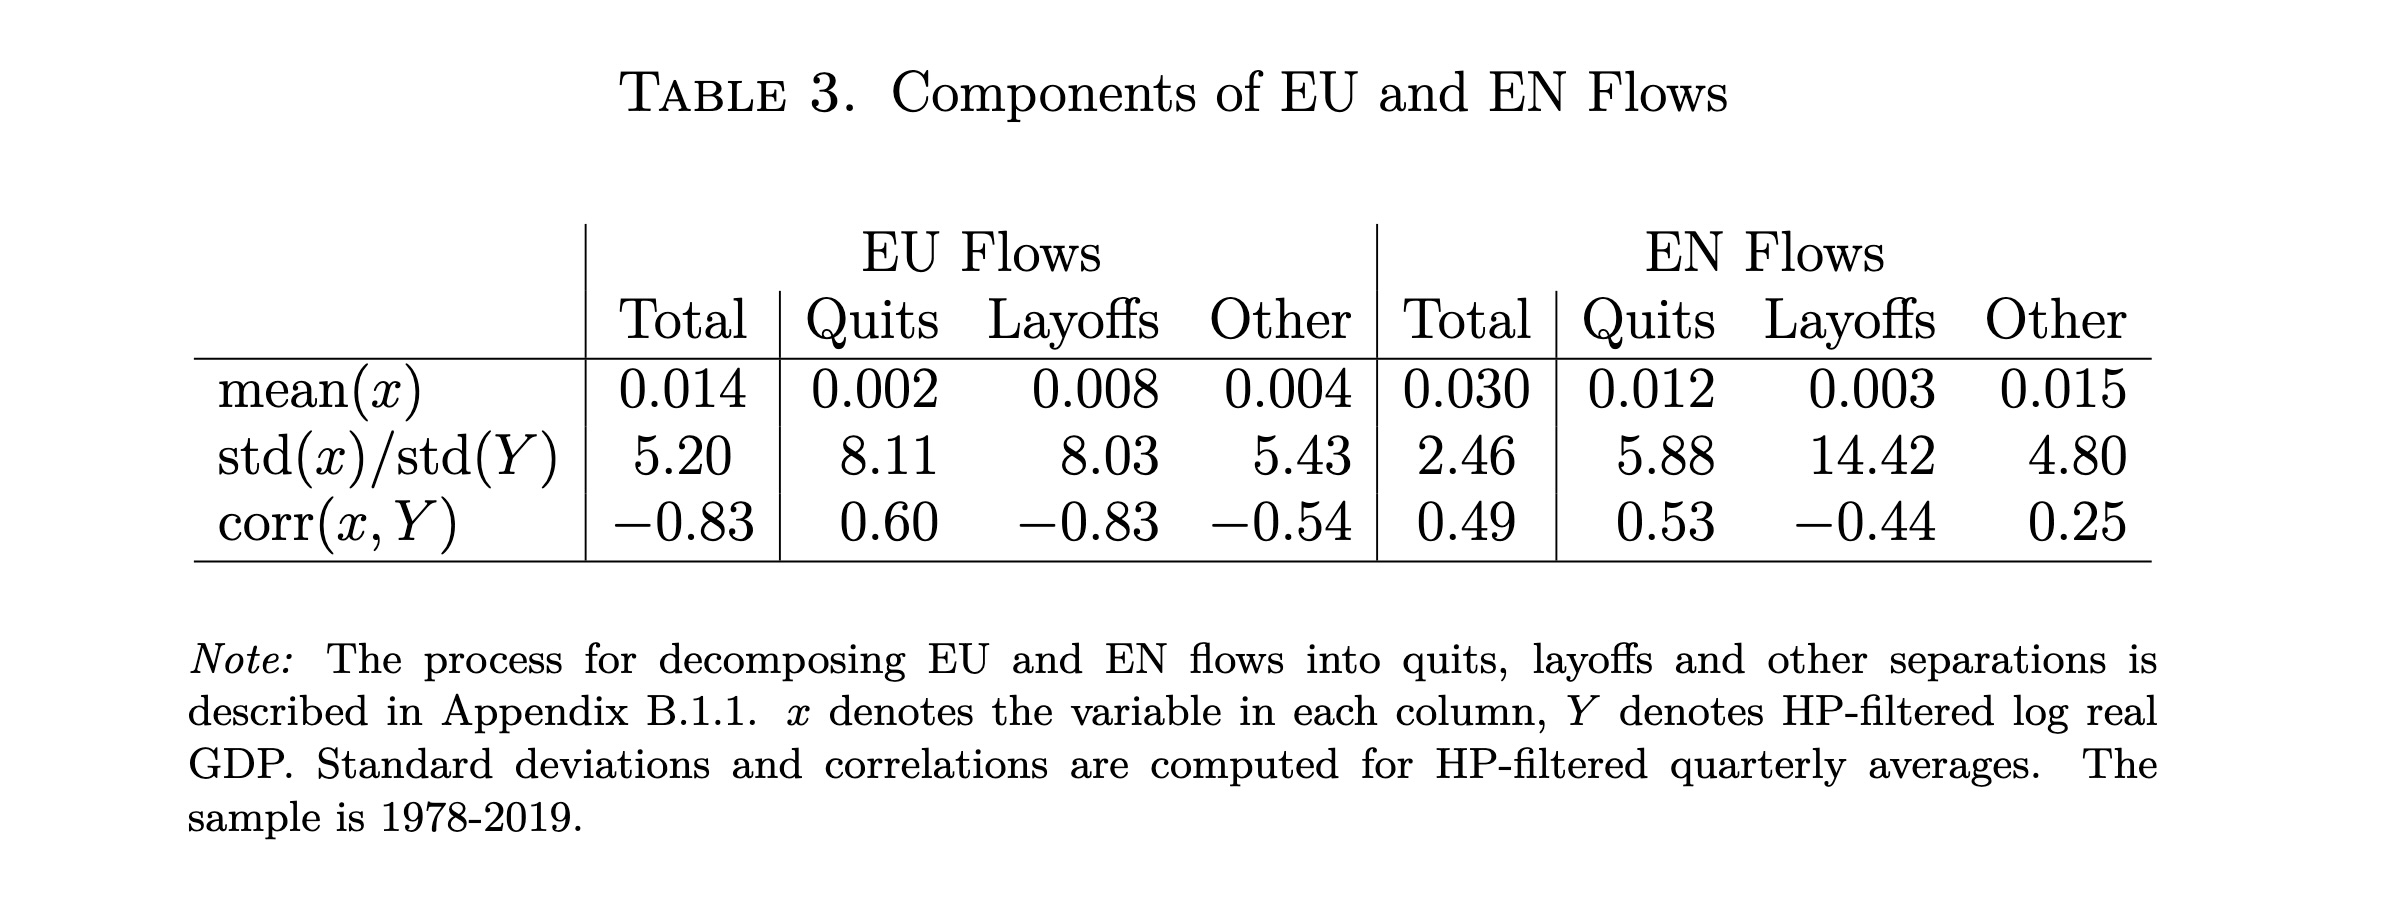 TABLE 3. Components of EU and EN Flows
EU Flows EN Flows
Total Quits Layoffs Other Total Quits Layoffs Other
mean(x) 0.014 0.002 0.008 0.004 0.030 0.012 0.003 0.015
std(x)/std(Y) 5.20 8.11 8.03 5.43 2.46 5.88 14.42 4.80
corr(x, Y) −0.83 0.60 −0.83 −0.54 0.49 0.53 −0.44 0.25
Note: The process for decomposing EU and EN flows into quits, layoffs and other separations is
described in Appendix B.1.1. x denotes the variable in each column, Y denotes HP-filtered log real
GDP. Standard deviations and correlations are computed for HP-filtered quarterly averages. The
sample is 1978-2019.